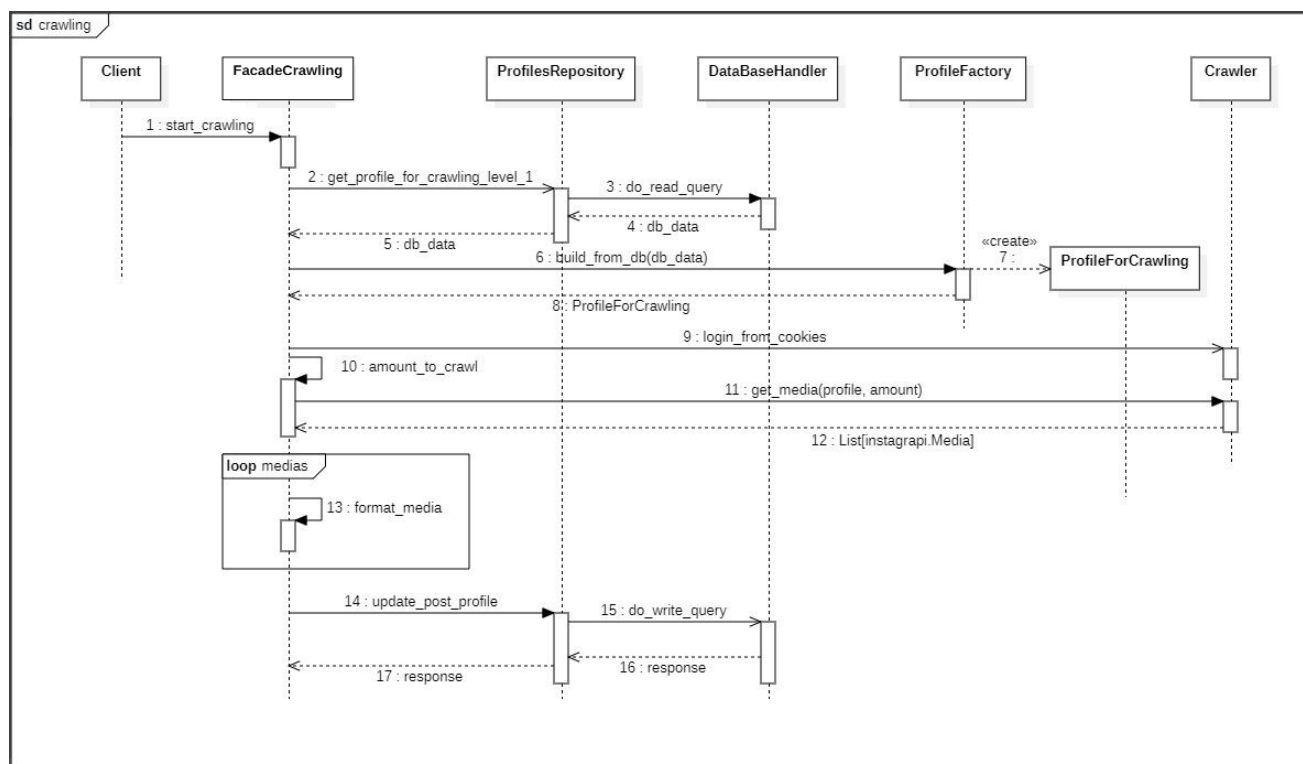 sd crawling
Client
FacadeCrawling
ProfilesRepository
DataBaseHandler
ProfileFactory
Crawler
1 : start_crawling
2 : get_profile_for_crawling_level_1
3 : do_read_query
4 : db_data
5 : db_data
6 : build_from_db(db_data)
«create»
7 :
ProfileForCrawling
8 : ProfileForCrawling
9 : login_from_cookies
10 : amount_to_crawl
11 : get_media(profile, amount)
12 : List[instagrapi.Media]
loop medias
13 : format_media
14 : update_post_profile
15 : do_write_query
16 : response
17 : response